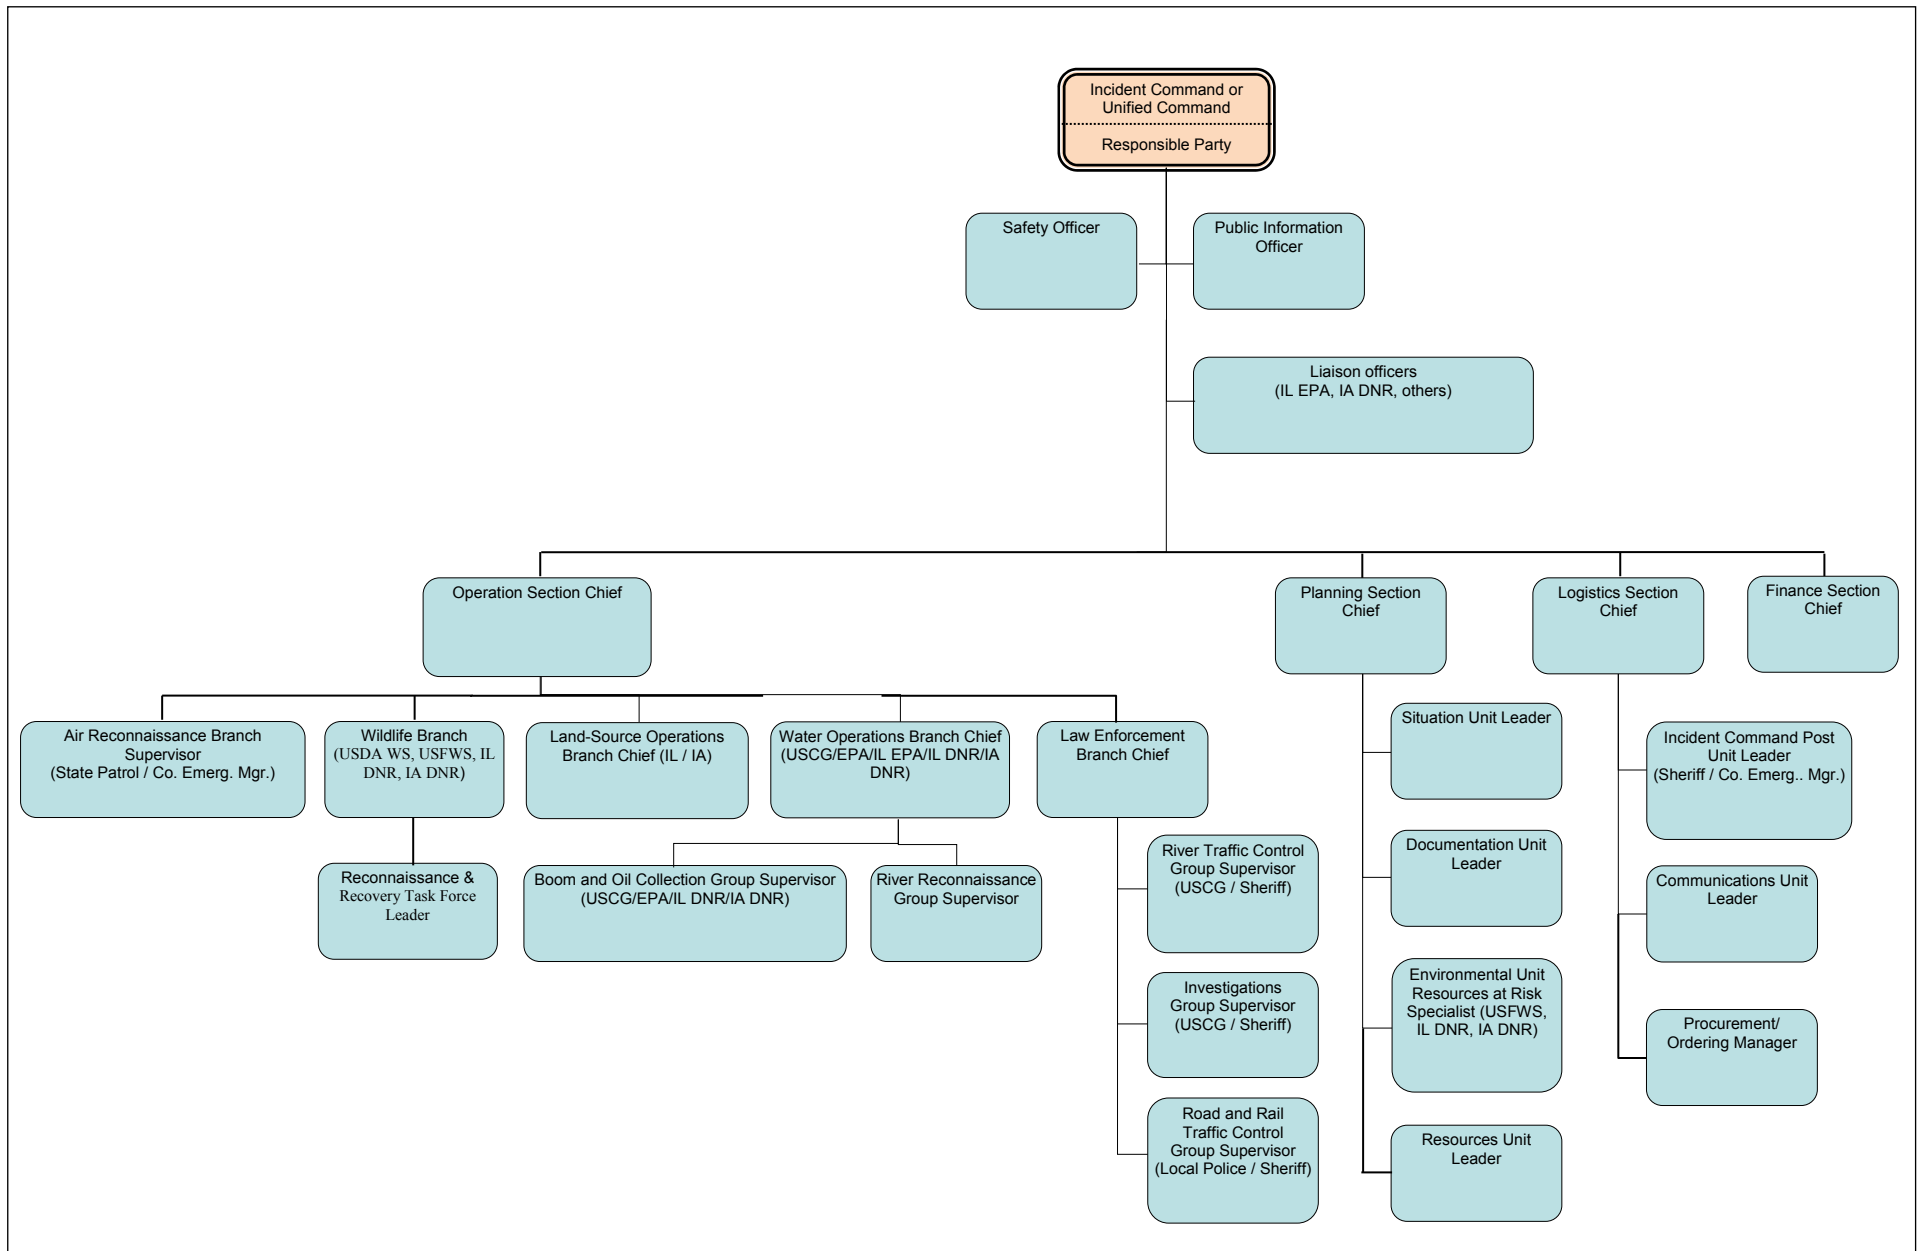 Incident Command or
Unified Command
Responsible Party
Safety Officer
Public Information
Officer
Liaison officers
(IL EPA, IA DNR, others)
Operation Section Chief
Planning Section
Chief
Logistics Section
Chief
Finance Section
Chief
Air Reconnaissance Branch
Supervisor
(State Patrol / Co. Emerg. Mgr.)
Wildlife Branch
(USDA WS, USFWS, IL
DNR, IA DNR)
Land-Source Operations
Branch Chief (IL / IA)
Water Operations Branch Chief
(USCG/EPA/IL EPA/IL DNR/IA
DNR)
Law Enforcement
Branch Chief
Reconnaissance &
Recovery Task Force
Leader
Boom and Oil Collection Group Supervisor
(USCG/EPA/IL DNR/IA DNR)
River Reconnaissance
Group Supervisor
River Traffic Control
Group Supervisor
(USCG / Sheriff)
Investigations
Group Supervisor
(USCG / Sheriff)
Road and Rail
Traffic Control
Group Supervisor
(Local Police / Sheriff)
Situation Unit Leader
Documentation Unit
Leader
Environmental Unit
Resources at Risk
Specialist (USFWS,
IL DNR, IA DNR)
Resources Unit
Leader
Incident Command Post
Unit Leader
(Sheriff / Co. Emerg.. Mgr.)
Communications Unit
Leader
Procurement/
Ordering Manager